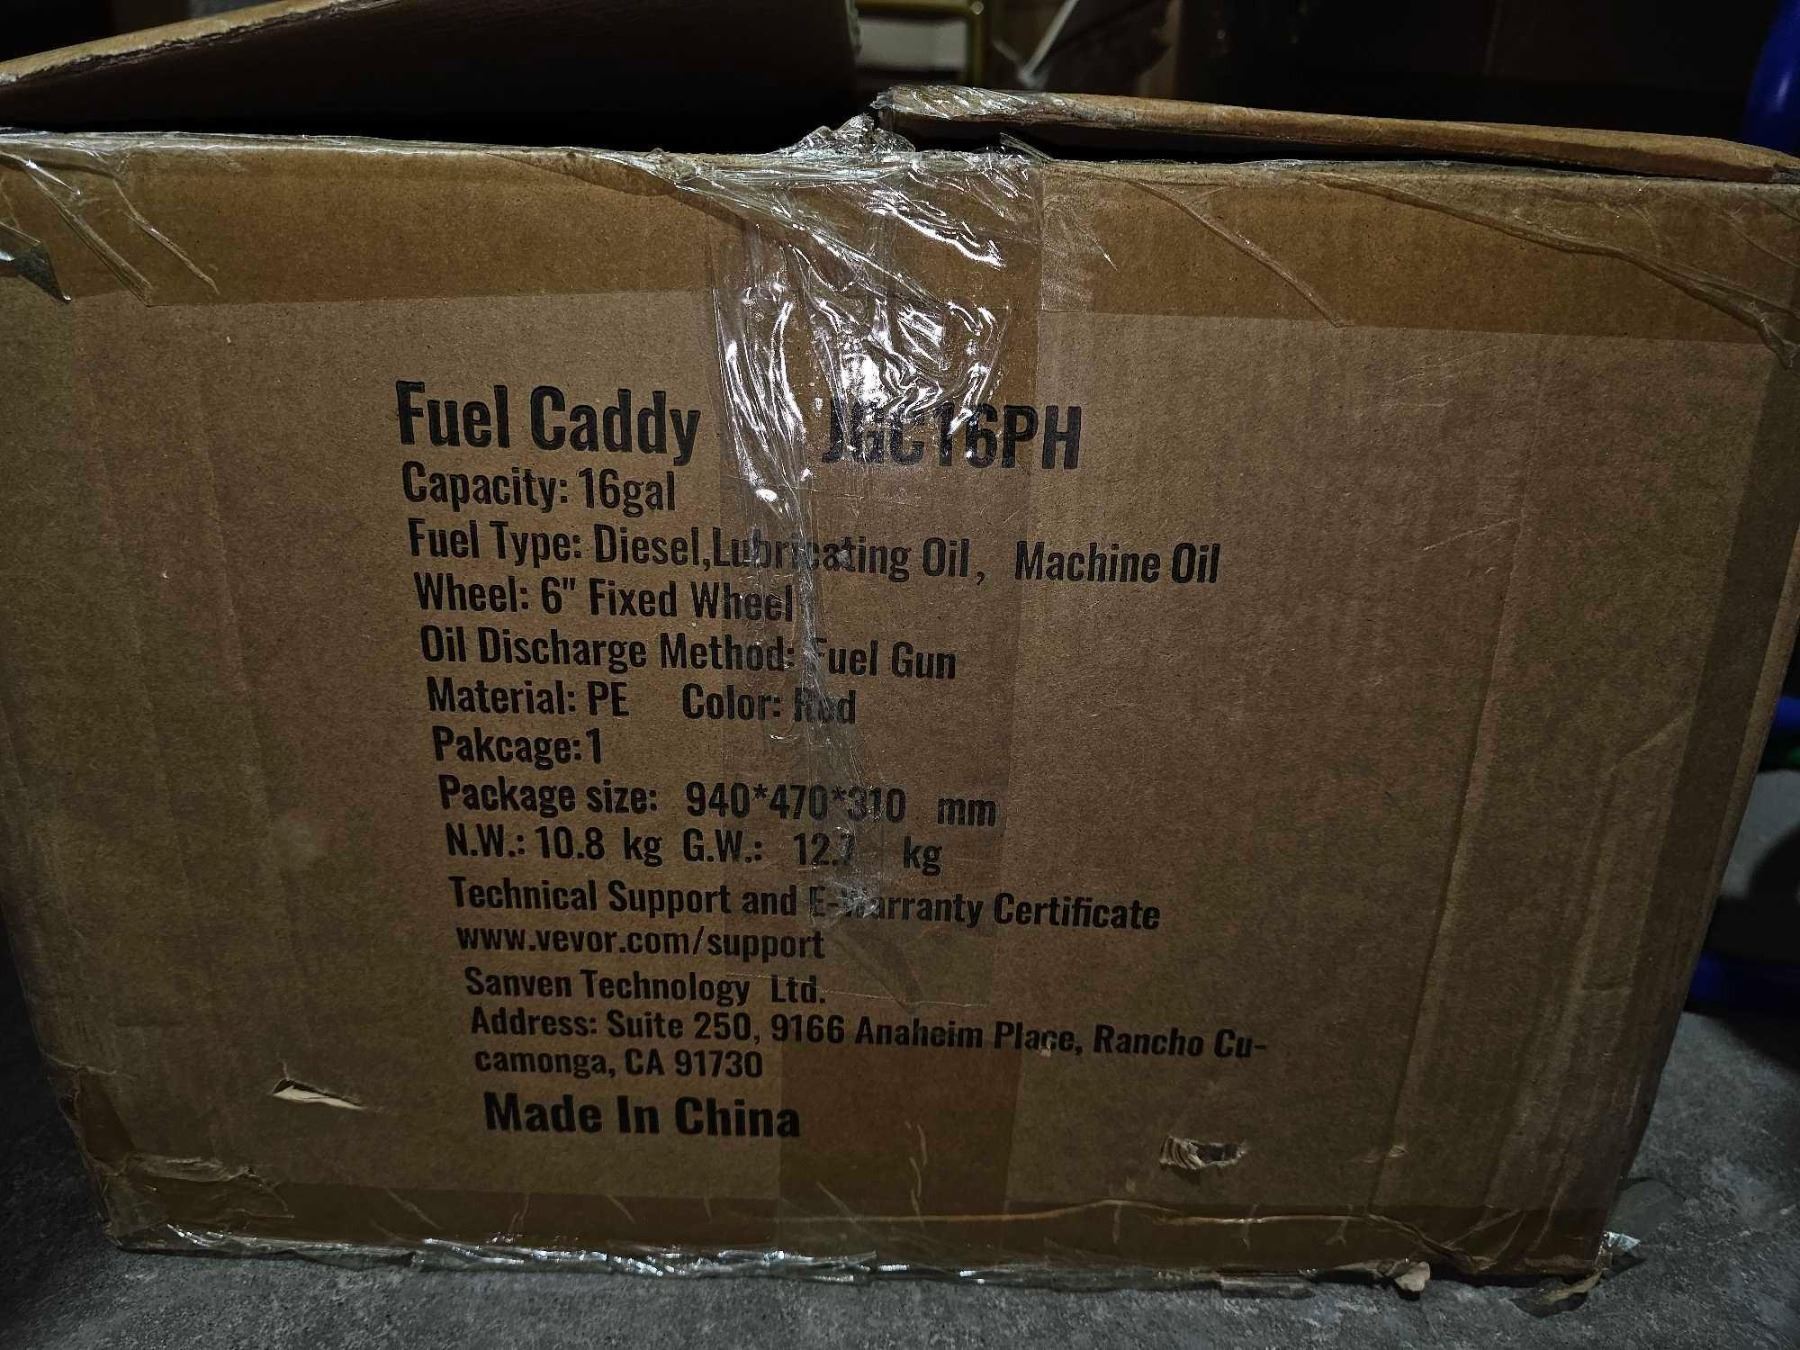 Fuel Caddy JGC16PH
Capacity: 16gal
Fuel Type: Diesel,Lubricating Oil, Machine Oil
Wheel: 6" Fixed Wheel
Oil Discharge Method: Fuel Gun
Material: PE Color: Red
Pakcage:1
Package size: 940*470*310 mm
N.W.: 10.8 kg G.W.: 12.7 kg
Technical Support and E-Warranty Certificate
www.vevor.com/support
Sanven Technology Ltd.
Address: Suite 250, 9166 Anaheim Place, Rancho Cu-
camonga, CA 91730
Made In China